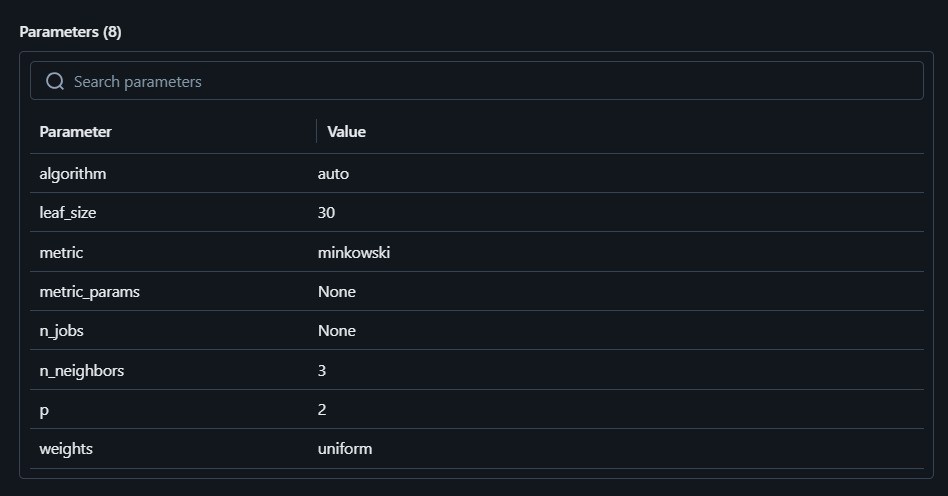 Parameters (8)
Search parameters
Parameter Value
algorithm auto
leaf_size 30
metric minkowski
metric_params None
n_jobs None
n_neighbors 3
p 2
weights uniform